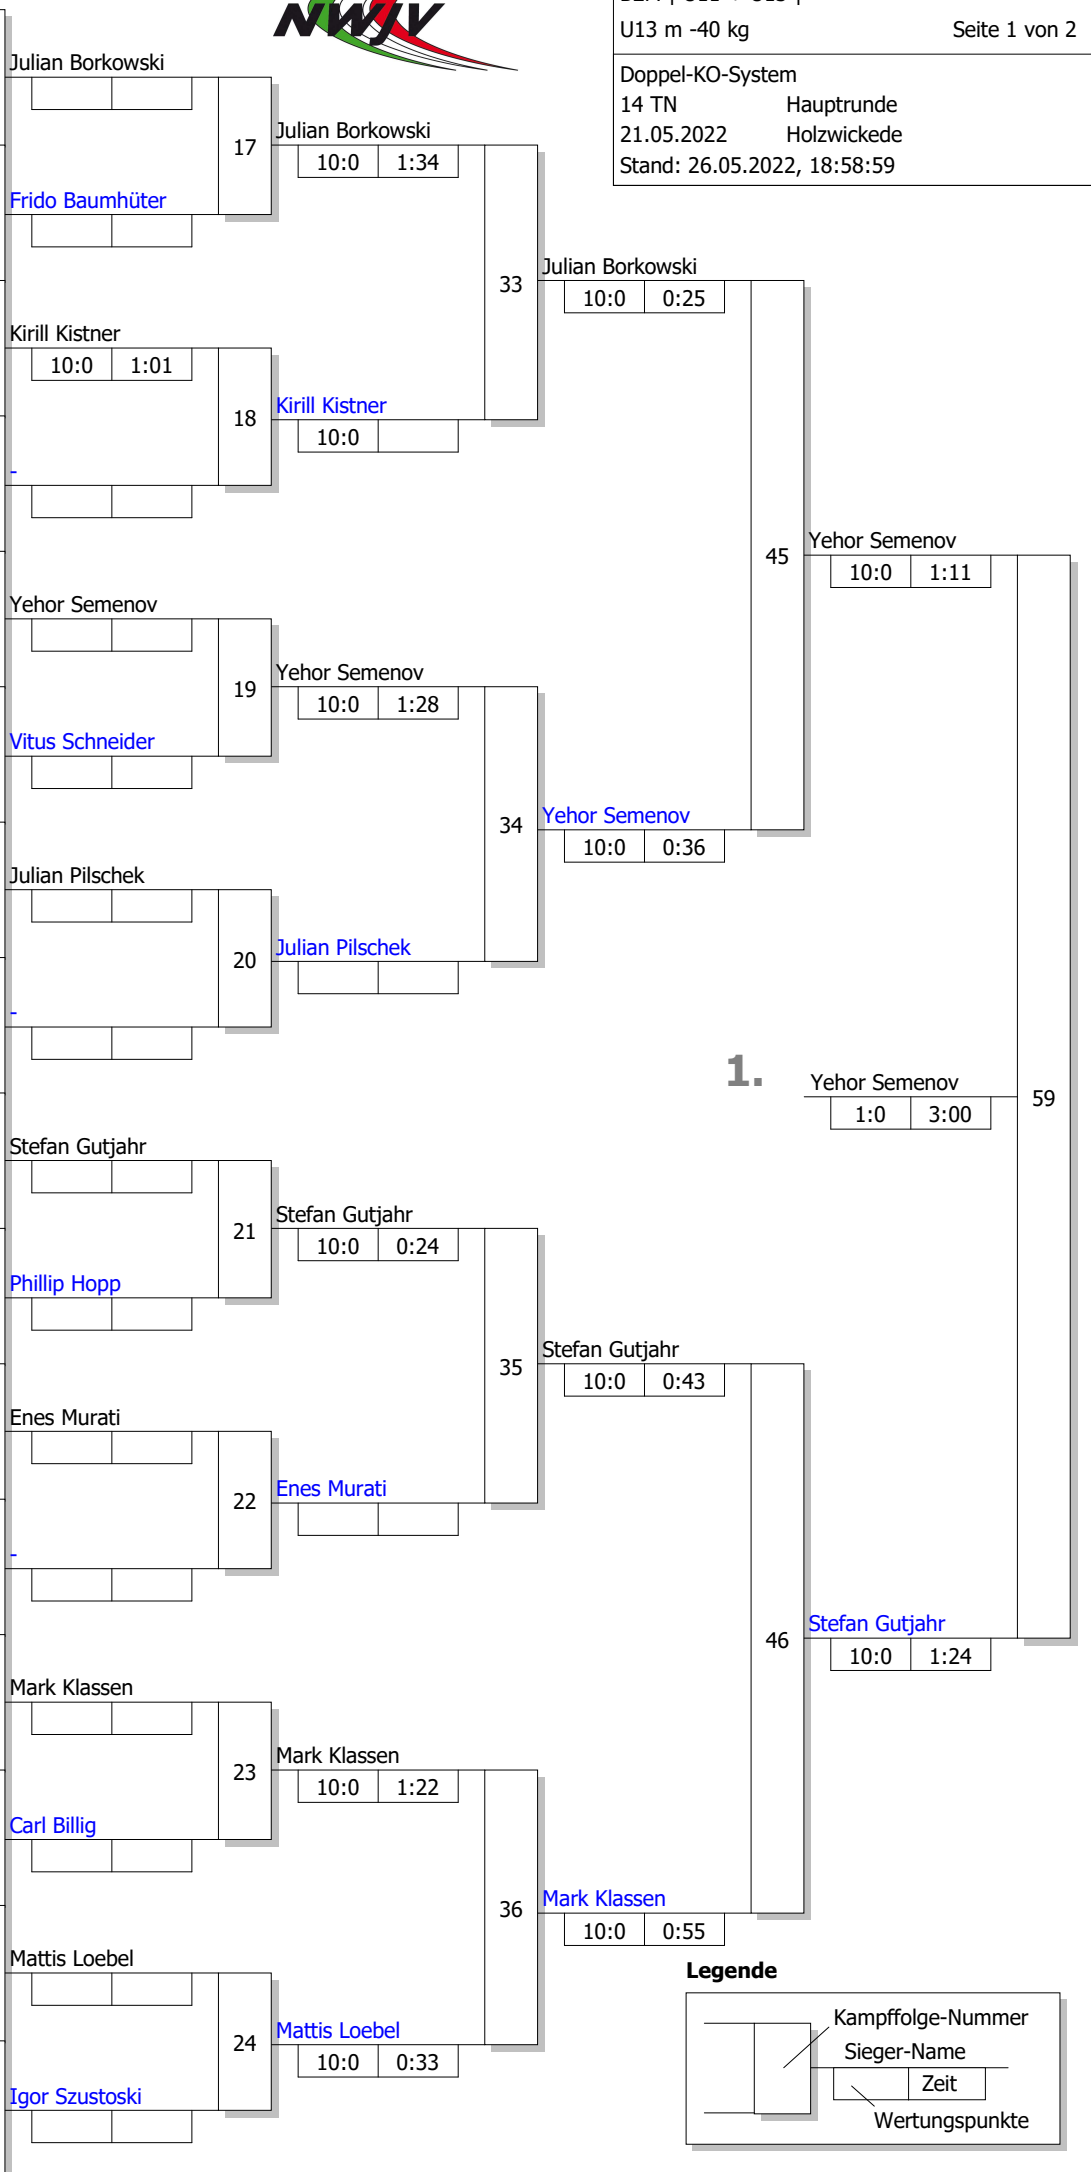 NWJV
U13 m -40 kg Seite 1 von 2
Doppel-KO-System
14 TN Hauptrunde
21.05.2022 Holzwickede
Stand: 26.05.2022, 18:58:59
Julian Borkowski
17
Julian Borkowski
10:0 1:34
Frido Baumhüter
33
Julian Borkowski
10:0 0:25
Kirill Kistner
10:0 1:01
18
Kirill Kistner
10:0
-
45
Yehor Semenov
10:0 1:11
Yehor Semenov
19
Yehor Semenov
10:0 1:28
Vitus Schneider
34
Yehor Semenov
10:0 0:36
Julian Pilschek
20
Julian Pilschek
-
1.
Yehor Semenov
1:0 3:00
59
Stefan Gutjahr
21
Stefan Gutjahr
10:0 0:24
Phillip Hopp
35
Stefan Gutjahr
10:0 0:43
Enes Murati
22
Enes Murati
-
46
Stefan Gutjahr
10:0 1:24
Mark Klassen
23
Mark Klassen
10:0 1:22
Carl Billig
36
Mark Klassen
10:0 0:55
Mattis Loebel
24
Mattis Loebel
10:0 0:33
Igor Szustoski
Legende
Kampffolge-Nummer
Sieger-Name
Zeit
Wertungspunkte